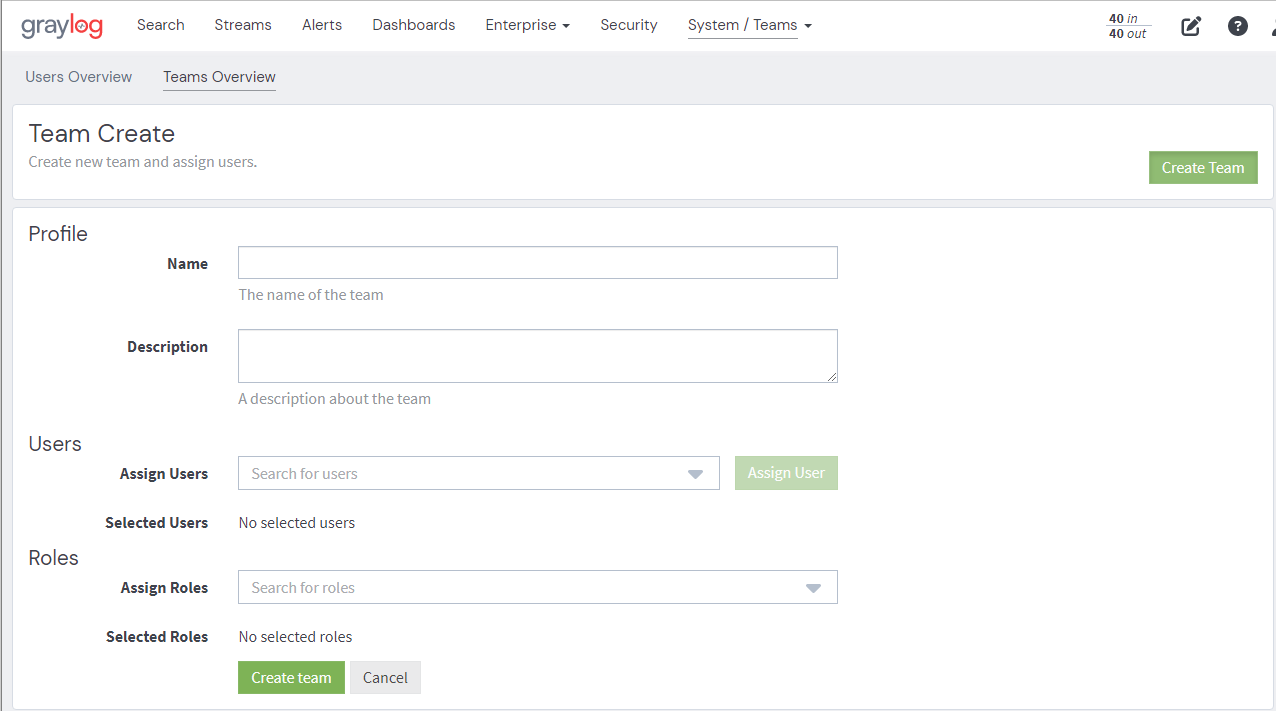 graylog Search Streams Alerts Dashboards Enterprise Security System / Teams 40 in
40 out
?
Users Overview Teams Overview
Team Create
Create new team and assign users.
Create Team
Profile
Name
The name of the team
Description
A description about the team
Users
Assign Users Search for users Assign User
Selected Users No selected users
Roles
Assign Roles Search for roles
Selected Roles No selected roles
Create team Cancel